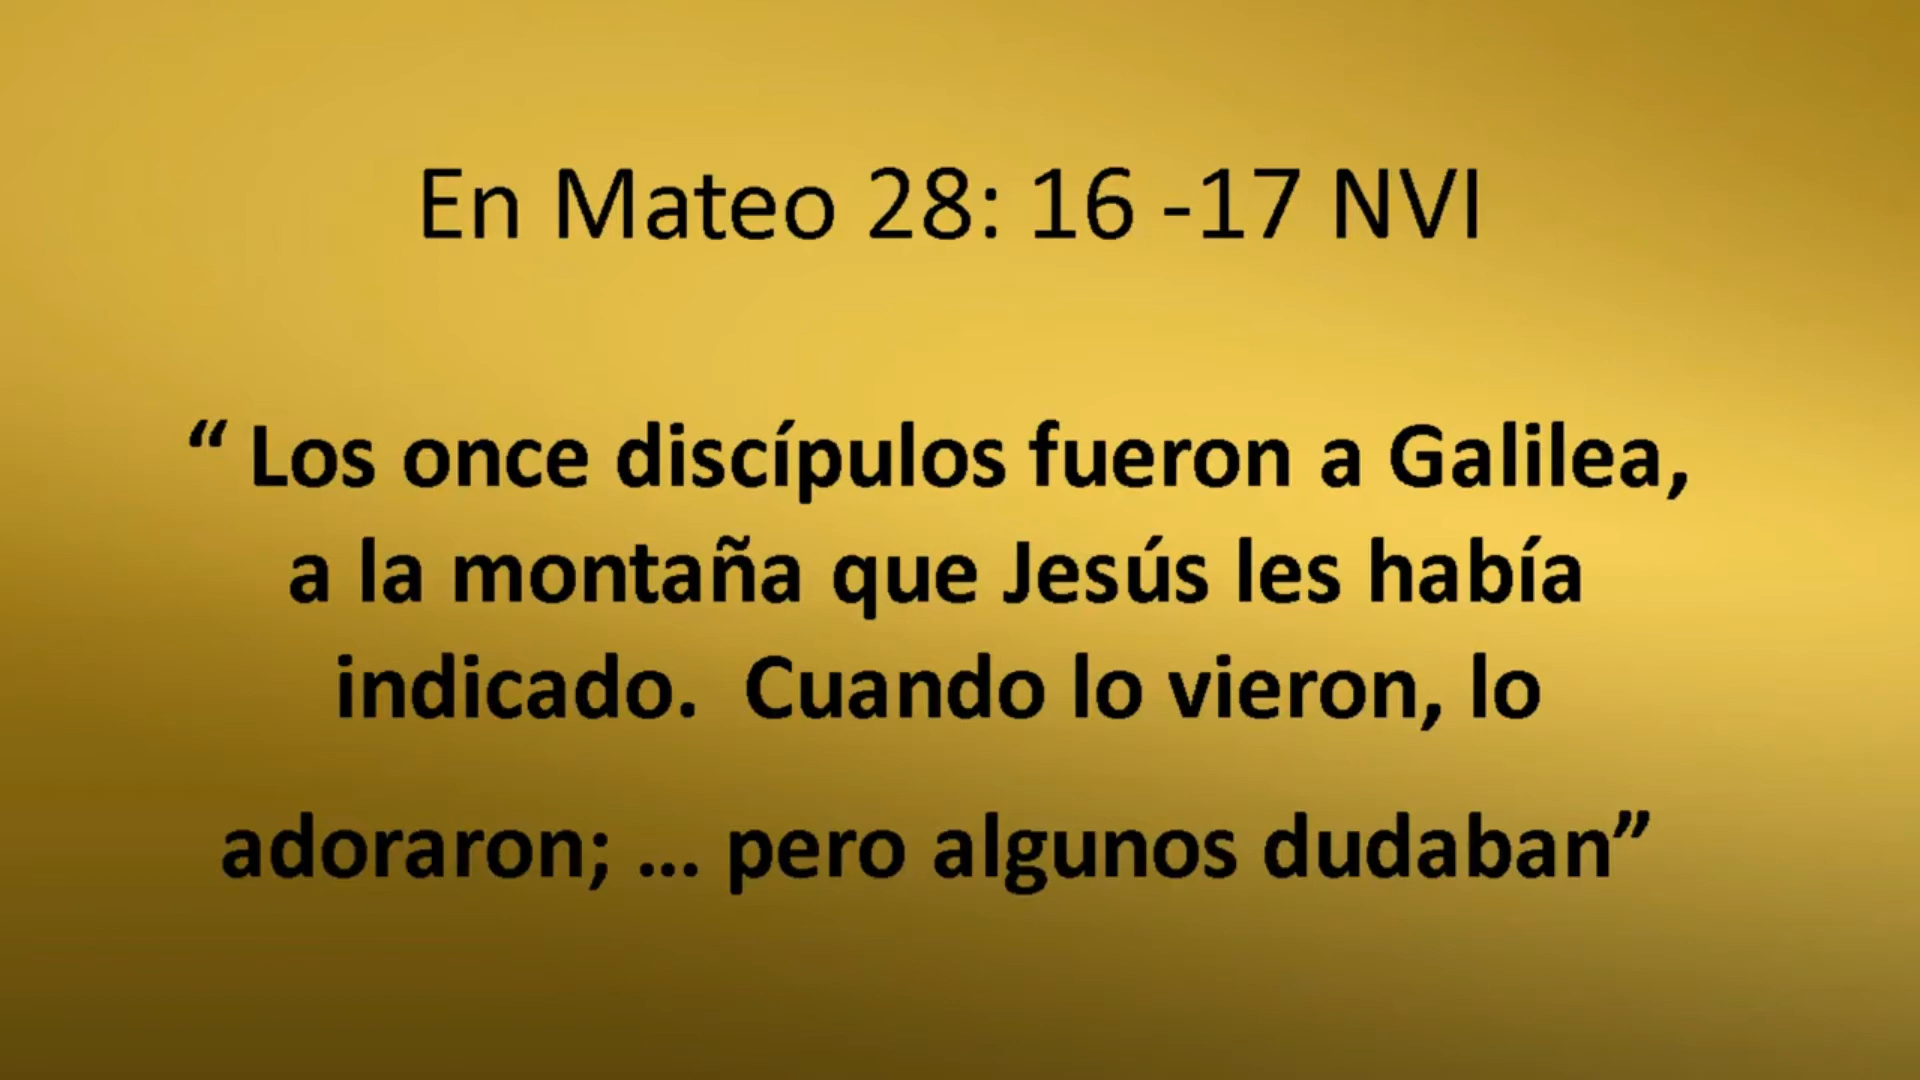 En Mateo 28: 16 -17 NVI
“ Los once discípulos fueron a Galilea,
a la montaña que Jesús les había
indicado.  Cuando lo vieron, lo
adoraron; ... pero algunos dudaban”